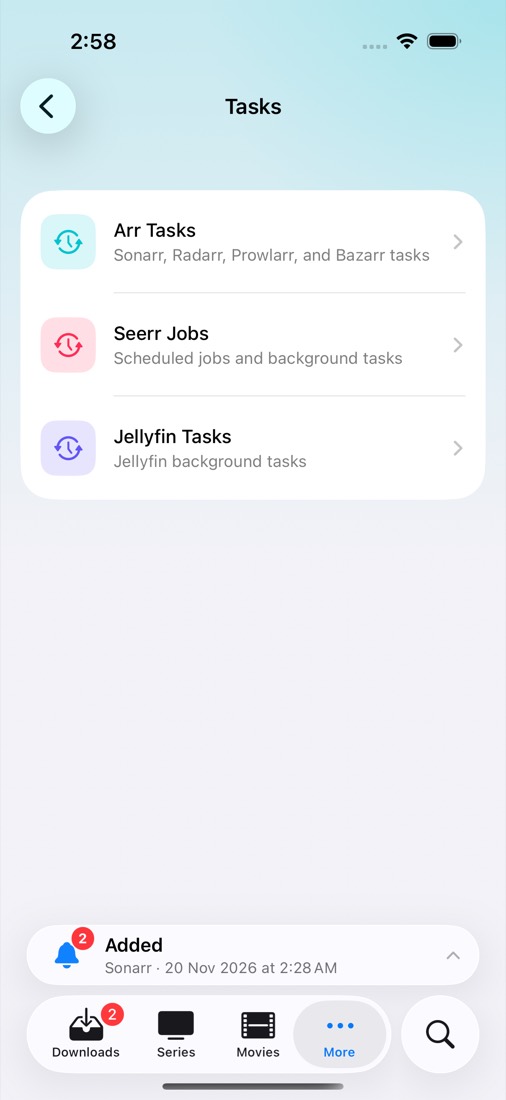 2:58
Tasks
Arr Tasks
Sonarr, Radarr, Prowlarr, and Bazarr tasks
Seerr Jobs
Scheduled jobs and background tasks
Jellyfin Tasks
Jellyfin background tasks
2
Added
Sonarr · 20 Nov 2026 at 2:28 AM
2
Downloads
Series
Movies
More